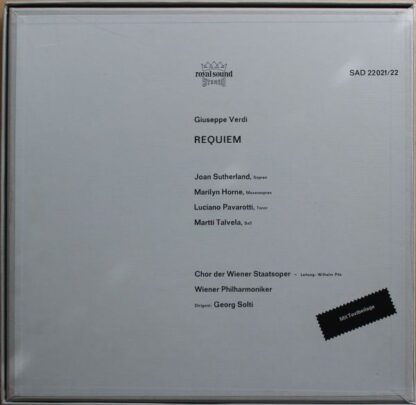 royal sound
STEREO
SAD 22021/22
Giuseppe Verdi
REQUIEM
Joan Sutherland, Sopran
Marilyn Horne, Mezzosopran
Luciano Pavarotti, Tenor
Martti Talvela, Baß
Chor der Wiener Staatsoper - Leitung: Wilhelm Pitz
Wiener Philharmoniker
Dirigent: Georg Solti
Mit Textbeilage